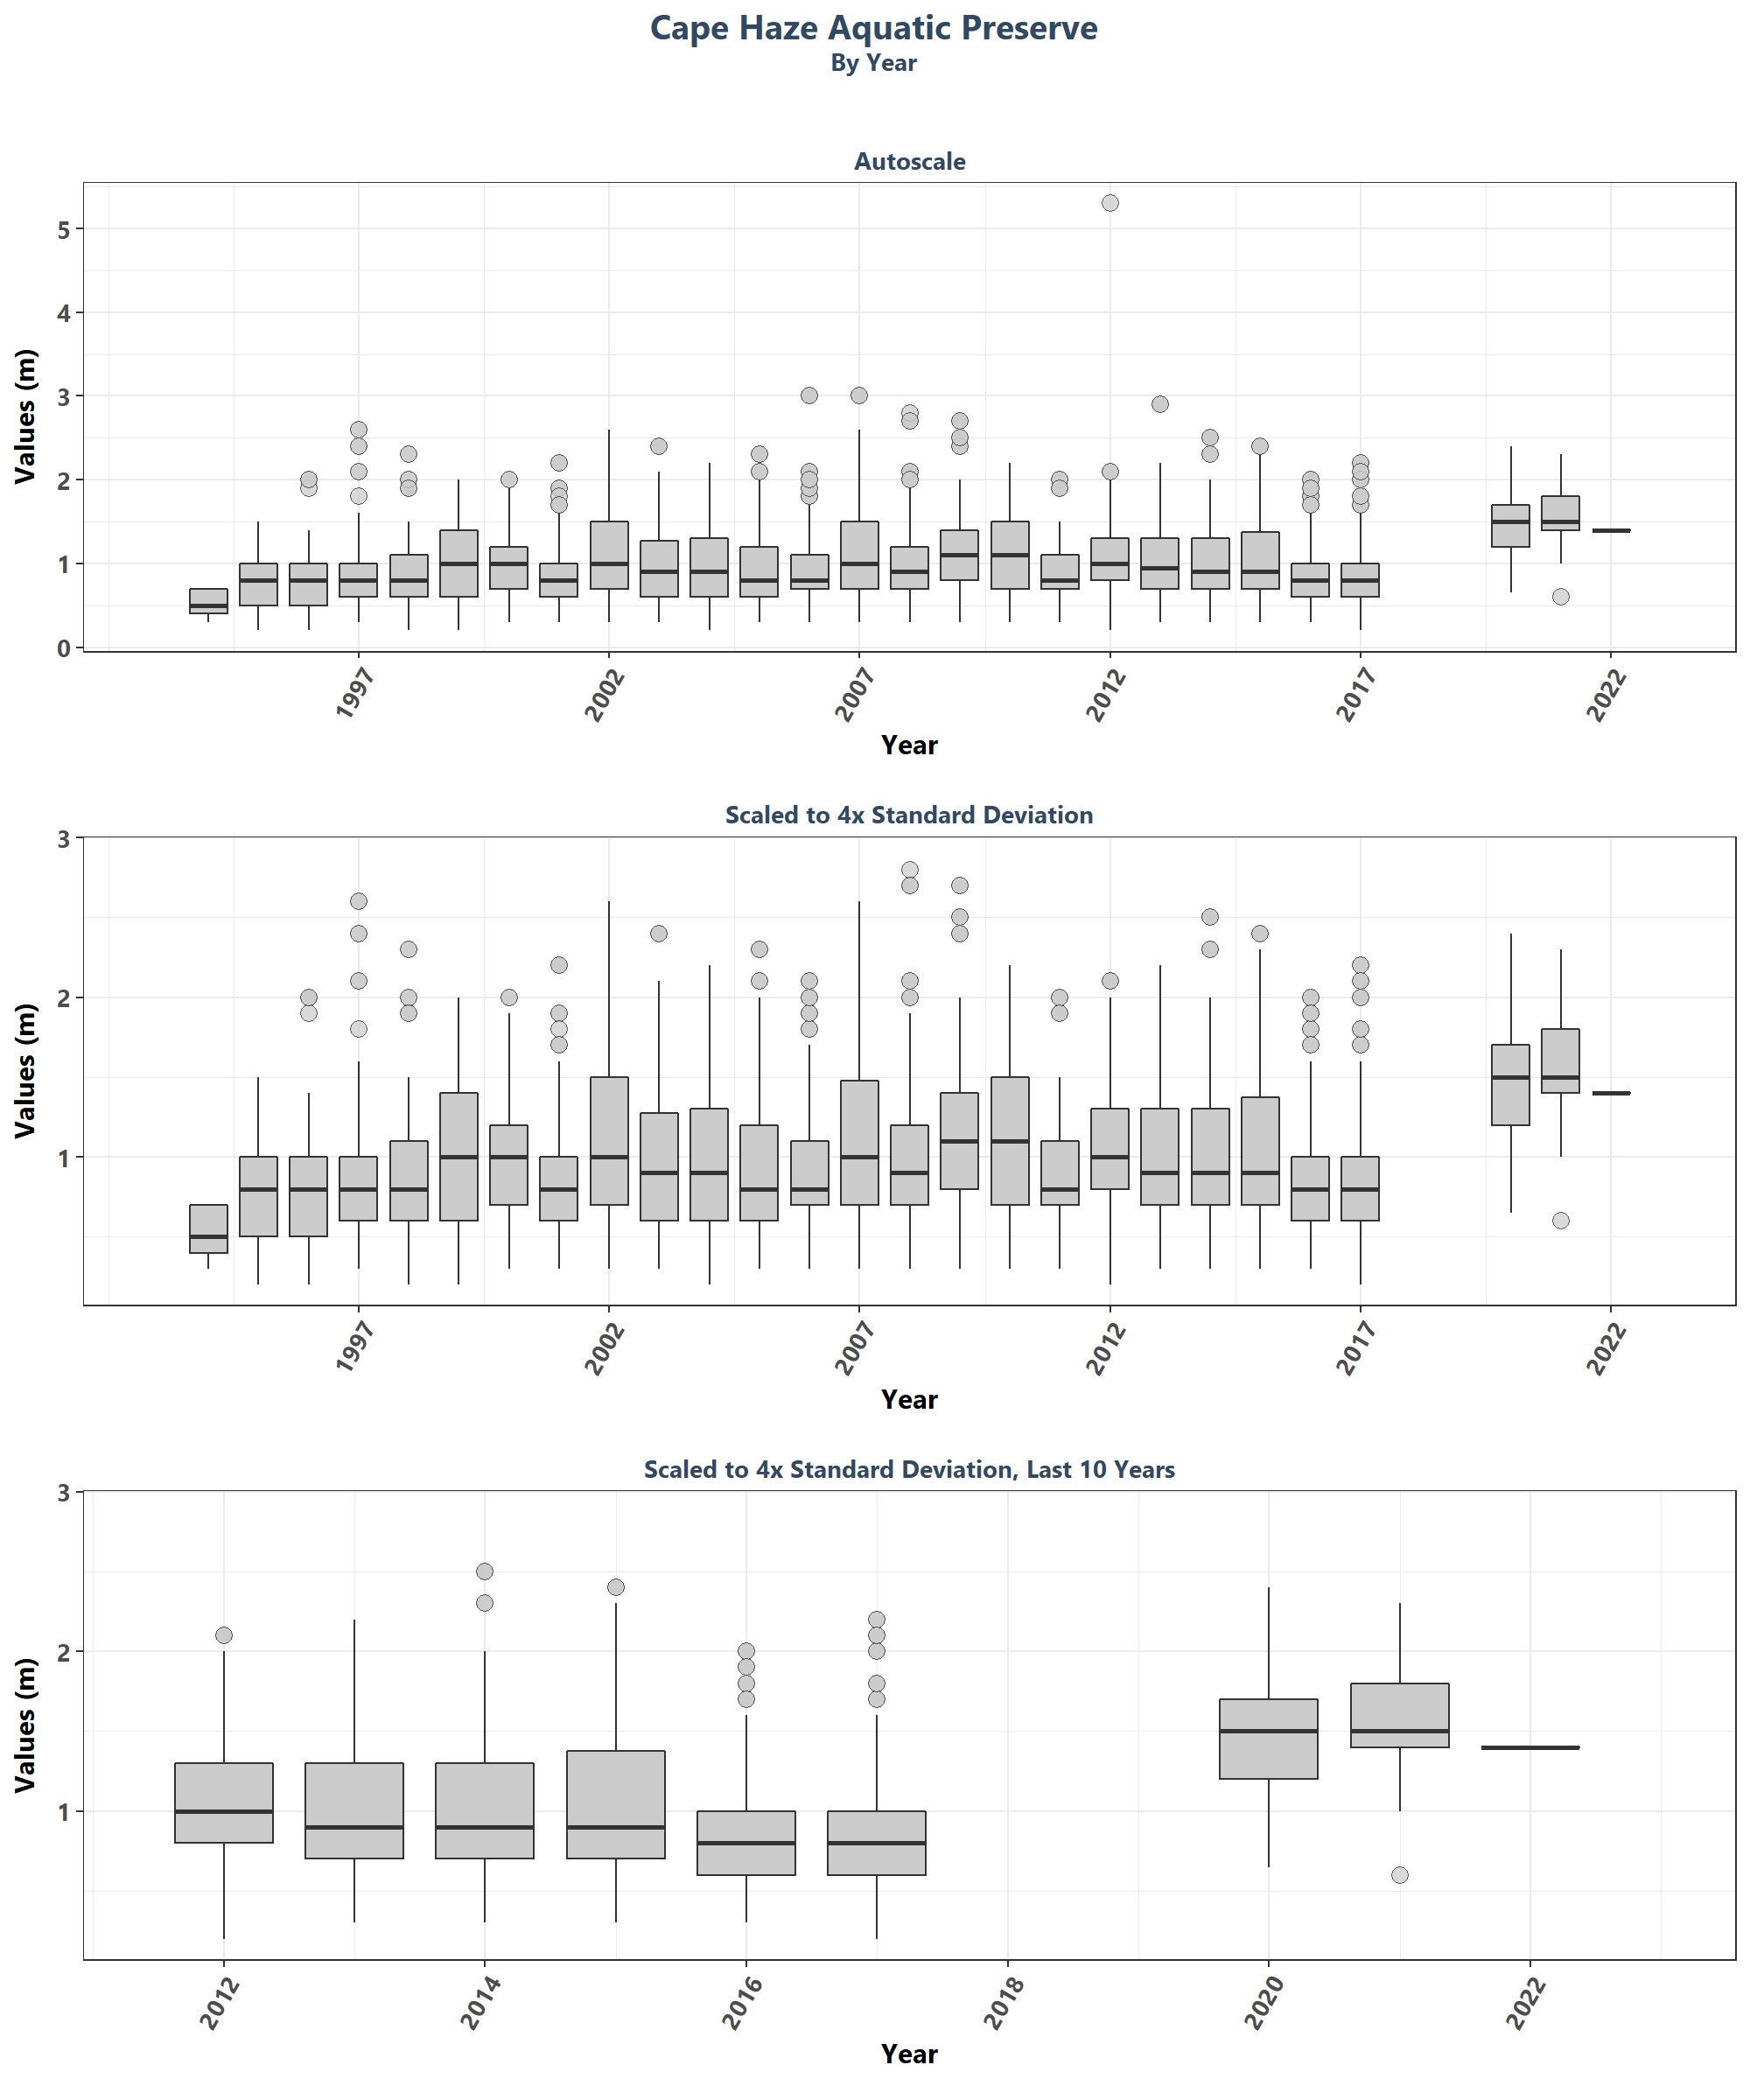 Cape Haze Aquatic Preserve
By Year
Autoscale
Values (m)
5
4
3
2
1
0
1997 2002 2007 2012 2017 2022
Year
Scaled to 4x Standard Deviation
Values (m)
3
2
1
1997 2002 2007 2012 2017 2022
Year
Scaled to 4x Standard Deviation, Last 10 Years
Values (m)
3
2
1
2012 2014 2016 2018 2020 2022
Year